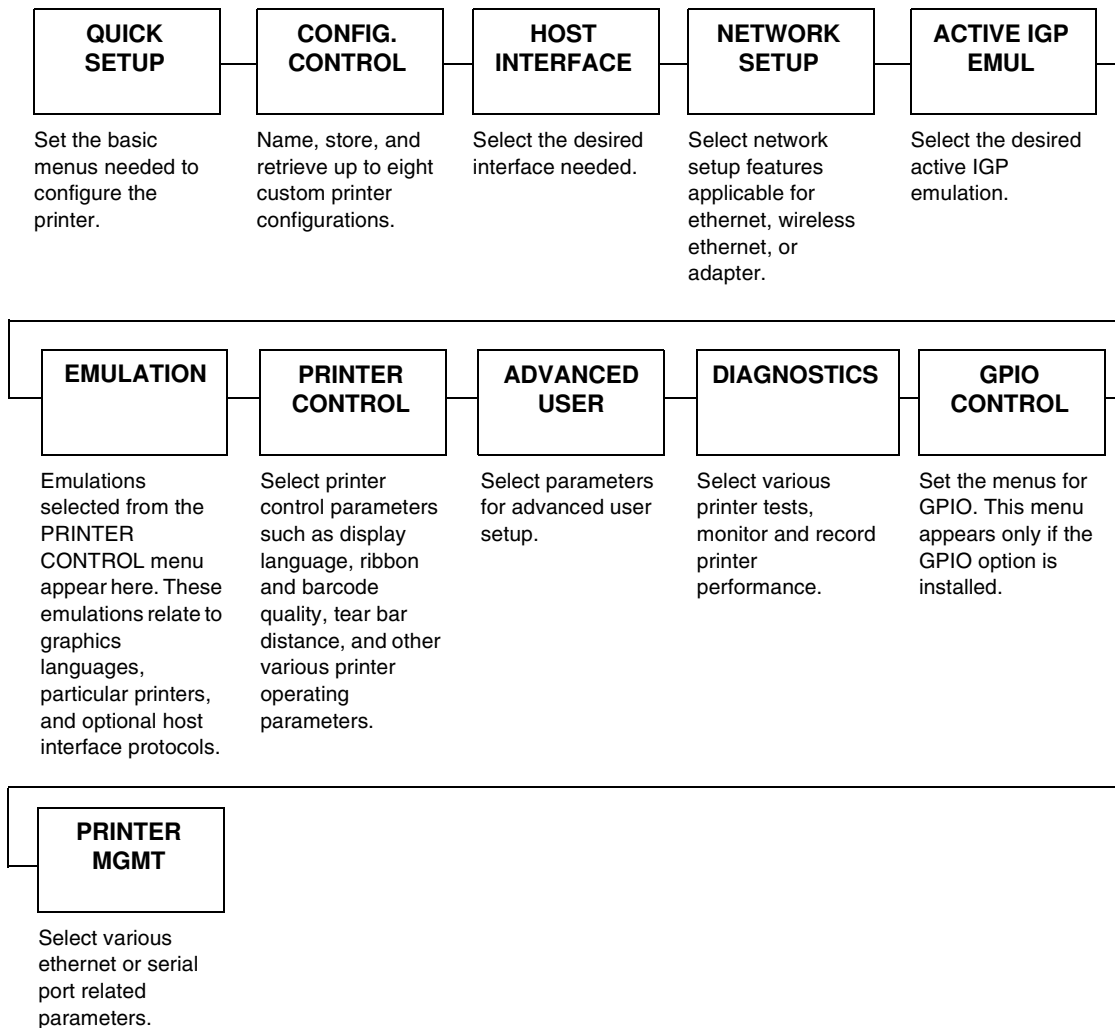 QUICK
SETUP
Set the basic
menus needed to
configure the
printer.
CONFIG.
CONTROL
Name, store, and
retrieve up to eight
custom printer
configurations.
HOST
INTERFACE
Select the desired
interface needed.
NETWORK
SETUP
Select network
setup features
applicable for
ethernet, wireless
ethernet, or
adapter.
ACTIVE IGP
EMUL
Select the desired
active IGP
emulation.
EMULATION
Emulations
selected from the
PRINTER
CONTROL menu
appear here. These
emulations relate to
graphics
languages,
particular printers,
and optional host
interface protocols.
PRINTER
CONTROL
Select printer
control parameters
such as display
language, ribbon
and barcode
quality, tear bar
distance, and other
various printer
operating
parameters.
ADVANCED
USER
Select parameters
for advanced user
setup.
DIAGNOSTICS
Select various
printer tests,
monitor and record
printer
performance.
GPIO
CONTROL
Set the menus for
GPIO. This menu
appears only if the
GPIO option is
installed.
PRINTER
MGMT
Select various
ethernet or serial
port related
parameters.